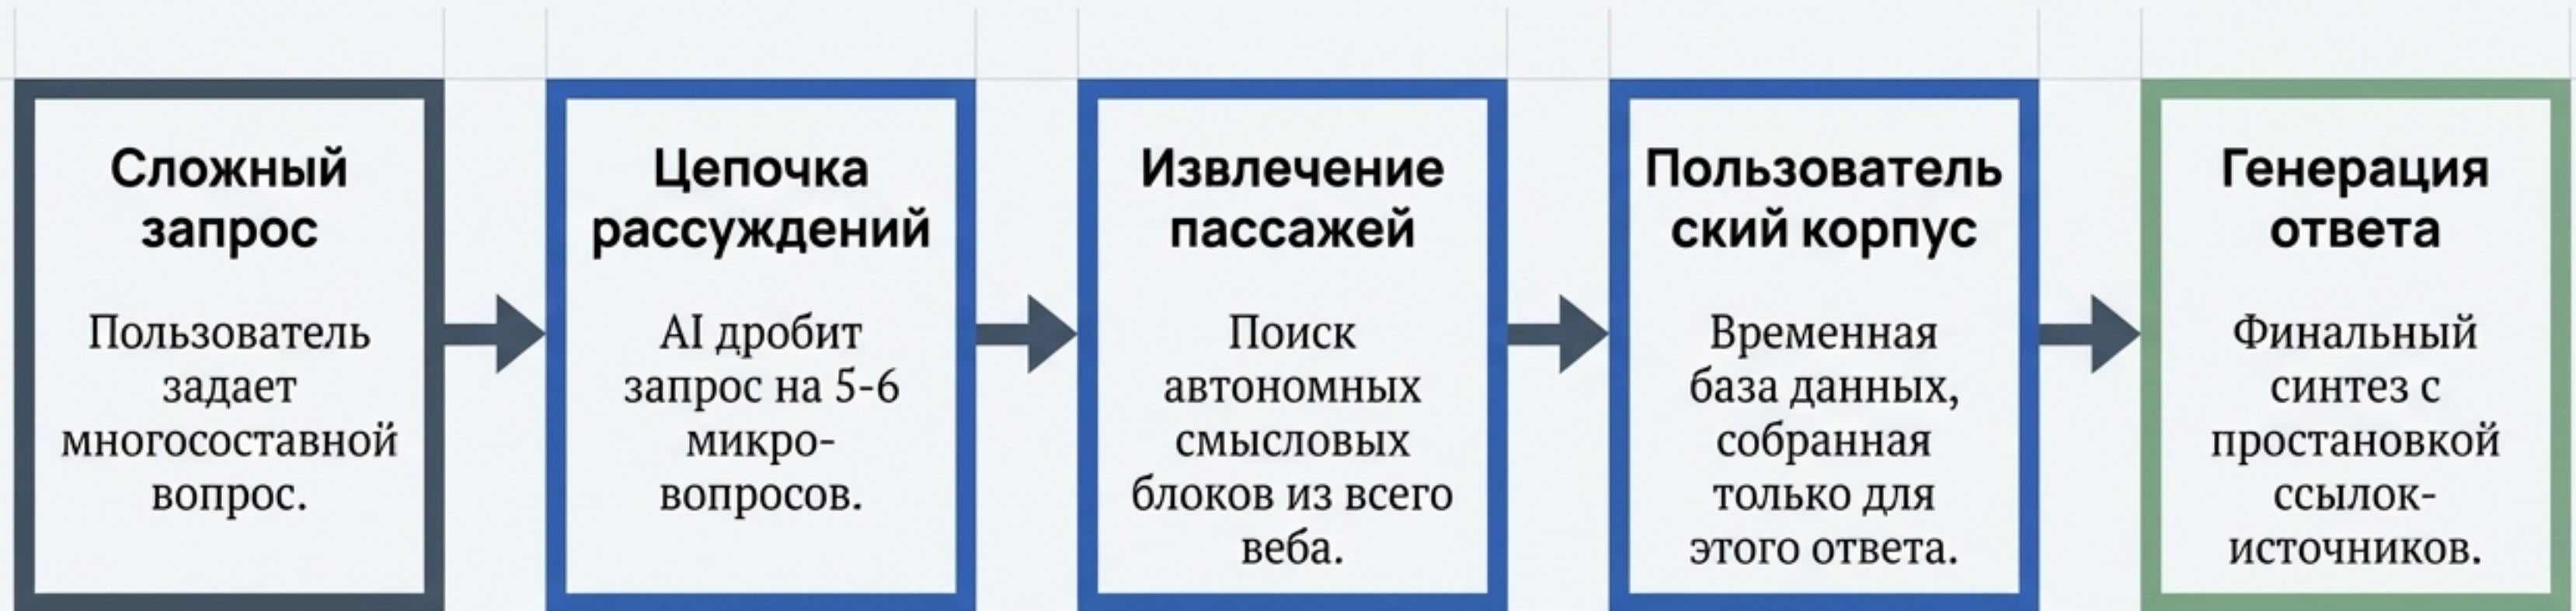 Сложный
запрос
Пользователь
задает
многосоставной
вопрос.
Цепочка
рассуждений
AI дробит
запрос на 5-6
микро-
вопросов.
Извлечение
пассажей
Поиск
автономных
смысловых
блоков из всего
веба.
Пользователь
ский корпус
Временная
база данных,
собранная
только для
этого ответа.
Генерация
ответа
Финальный
синтез с
простановкой
ссылок-
источников.